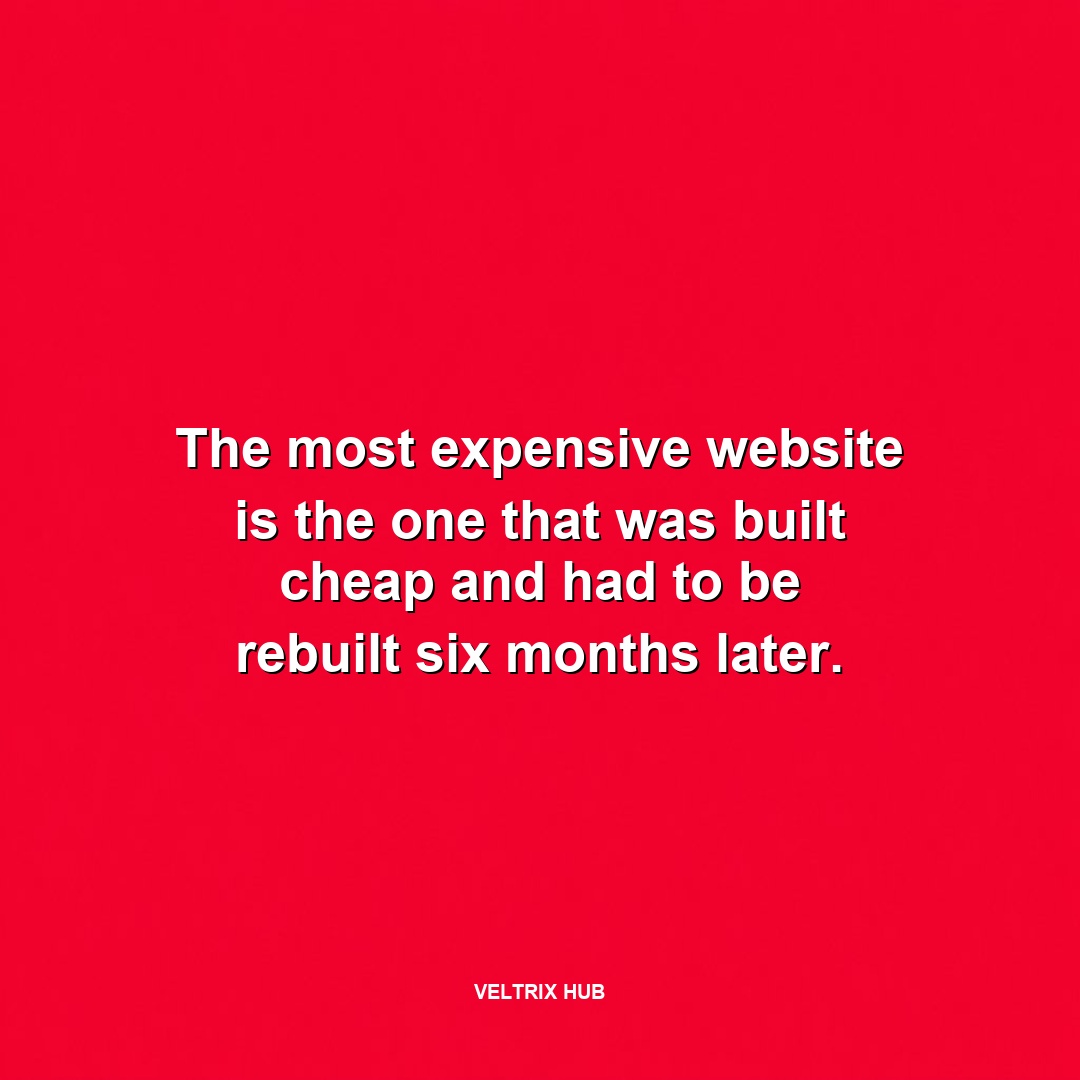 The most expensive website
is the one that was built
cheap and had to be
rebuilt six months later.
VELTRIX HUB